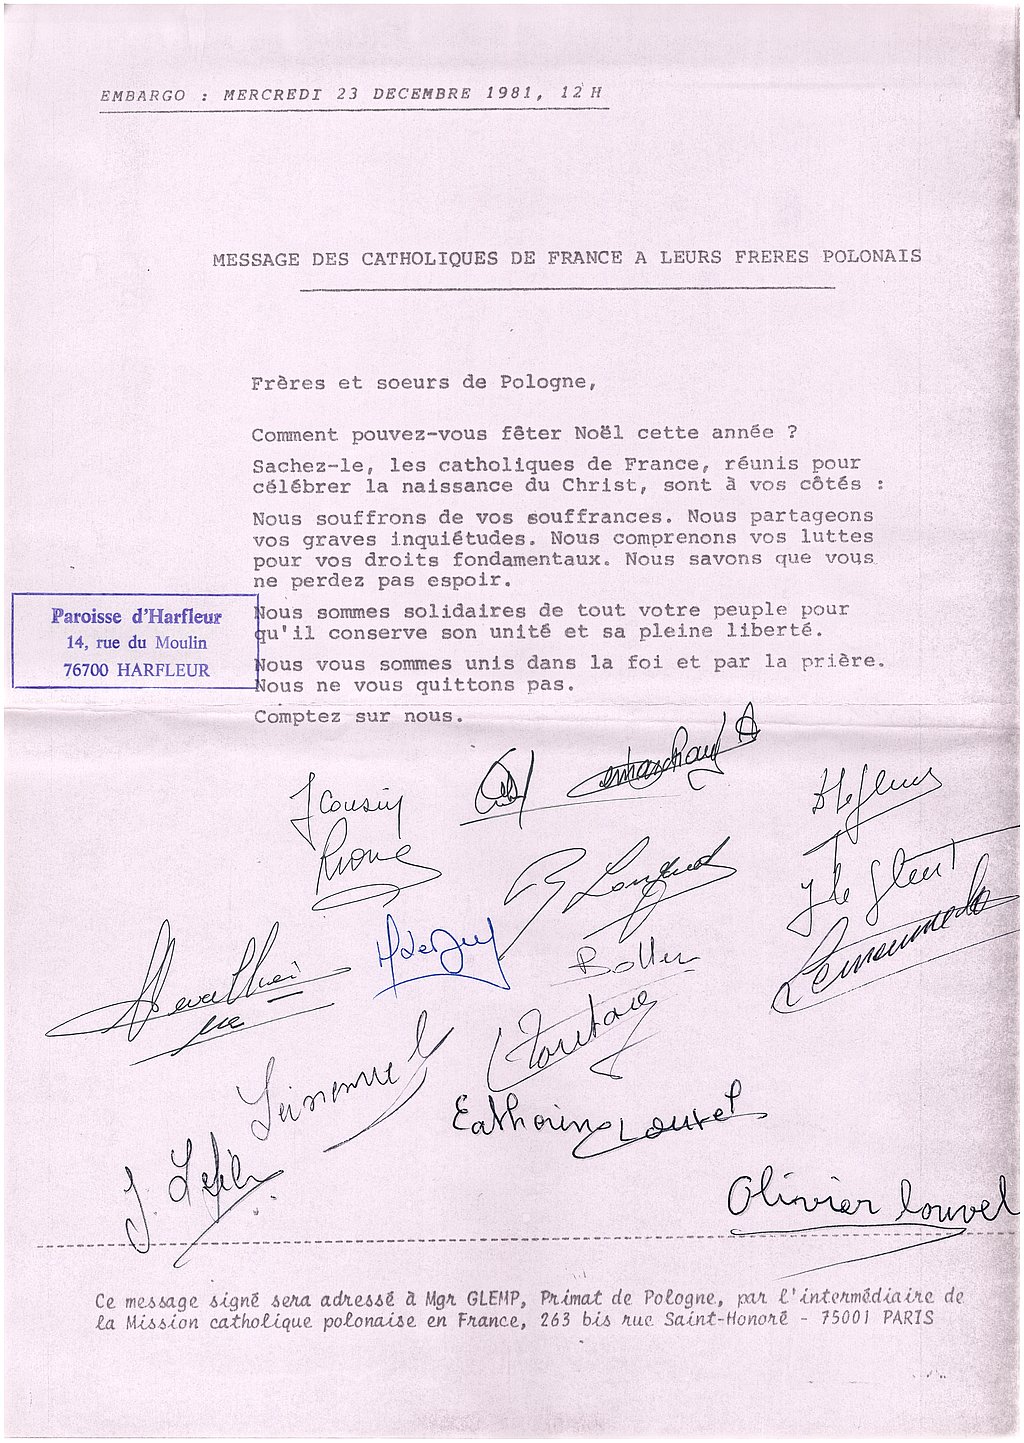 EMBARGO : MERCREDI 23 DECEMBRE 1981, 12 H
MESSAGE DES CATHOLIQUES DE FRANCE A LEURS FRERES POLONAIS
Frères et soeurs de Pologne,
Comment pouvez-vous fêter Noël cette année ?
Sachez-le, les catholiques de France, réunis pour
célébrer la naissance du Christ, sont à vos côtés :
Nous souffrons de vos souffrances. Nous partageons
vos graves inquiétudes. Nous comprenons vos luttes
pour vos droits fondamentaux. Nous savons que vous
ne perdez pas espoir.
Paroisse d'Harfleur
14, rue du Moulin
76700 HARFLEUR
Nous sommes solidaires de tout votre peuple pour
qu'il conserve son unité et sa pleine liberté.
Nous vous sommes unis dans la foi et par la prière.
Nous ne vous quittons pas.
Comptez sur nous.
J Cousin
Catherine Louvel
Olivier Louvel
Ce message signé sera adressé à Mgr GLEMP, Primat de Pologne, par l'intermédiaire de
la Mission catholique polonaise en France, 263 bis rue Saint-Honoré - 75001 PARIS